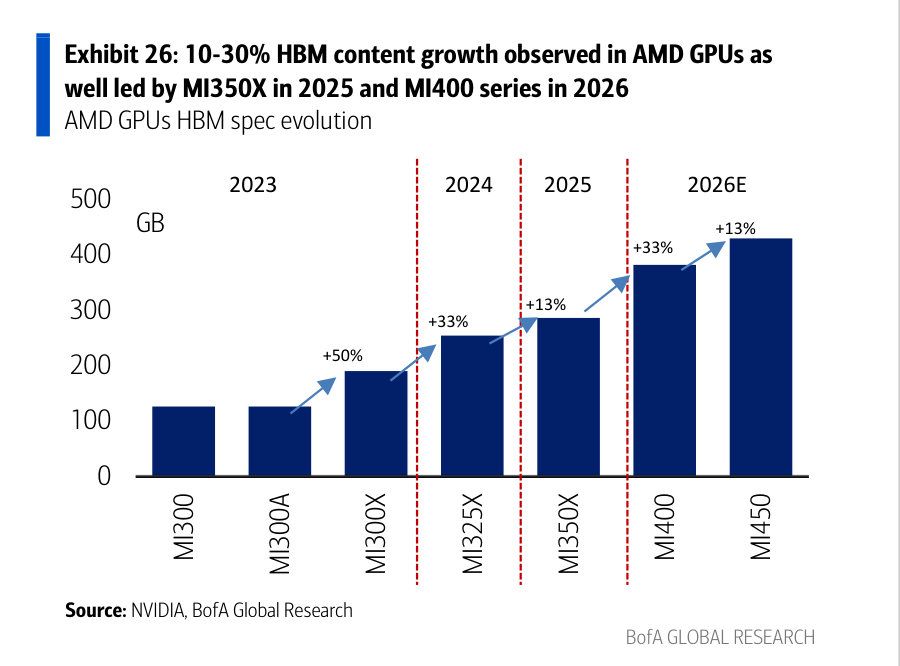 Exhibit 26: 10-30% HBM content growth observed in AMD GPUs as
well led by MI350X in 2025 and MI400 series in 2026
AMD GPUs HBM spec evolution
2023
2024
2025
2026E
500
GB
400
300
200
100
0
+50%
+33%
+13%
+33%
+13%
MI300
MI300A
MI300X
MI325X
MI350X
MI400
MI450
Source: NVIDIA, BofA Global Research
BofA GLOBAL RESEARCH